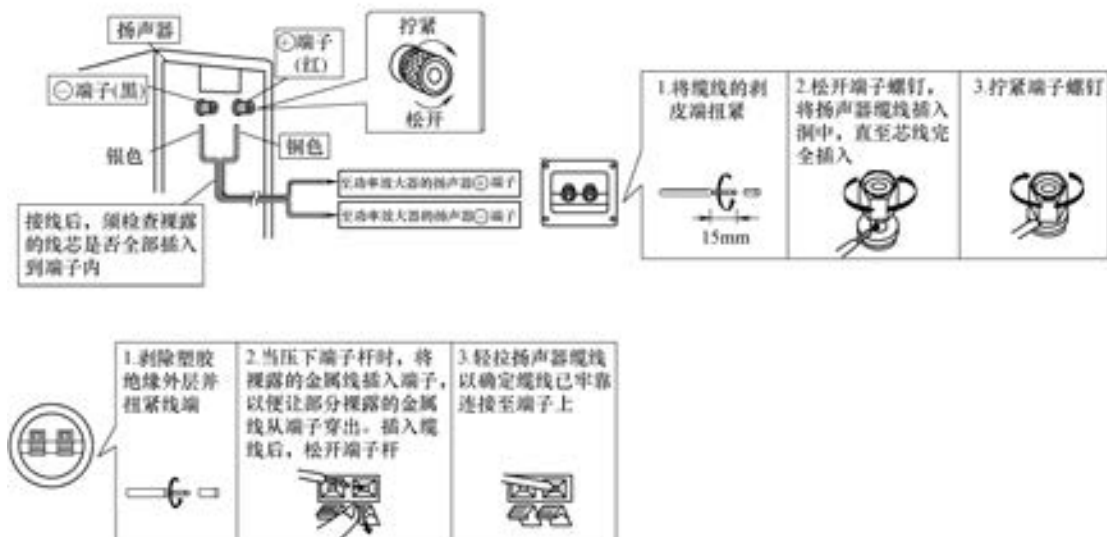 扬声器
⊕端子
(红)
⊖端子(黑)
银色
铜色
拧紧
松开
至功率放大器的扬声器⊕端子
至功率放大器的扬声器⊖端子
接线后，须检查裸露
的线芯是否全部插入
到端子内
1.将缆线的剥
皮端扭紧
15mm
2.松开端子螺钉，
将扬声器缆线插入
洞中，直至芯线完
全插入
3.拧紧端子螺钉
1.剥除塑胶
绝缘外层并
扭紧线端
2.当压下端子杆时，将
裸露的金属线插入端子，
以便让部分裸露的金属
线从端子穿出。插入缆
线后，松开端子杆
3.轻拉扬声器缆线
以确定缆线已牢靠
连接至端子上